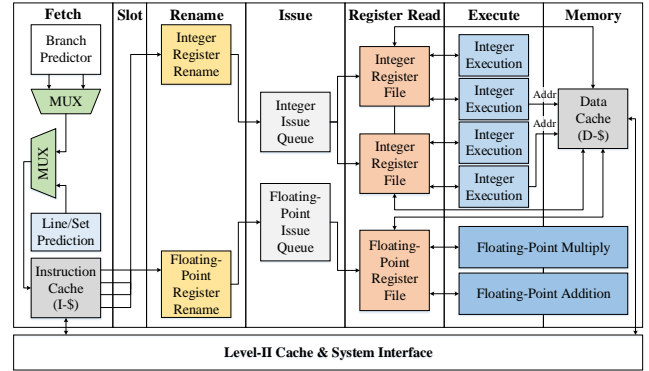 Fetch
Slot
Rename
Issue
Register Read
Execute
Memory
Branch
Predictor
MUX
MUX
Line/Set
Prediction
Instruction
Cache
(I-$)
Integer
Register
Rename
Floating-
Point
Register
Rename
Integer
Issue
Queue
Floating-
Point
Issue
Queue
Integer
Register
File
Integer
Register
File
Floating-
Point
Register
File
Integer
Execution
Integer
Execution
Integer
Execution
Integer
Execution
Addr
Addr
Data
Cache
(D-$)
Floating-Point Multiply
Floating-Point Addition
Level-II Cache & System Interface